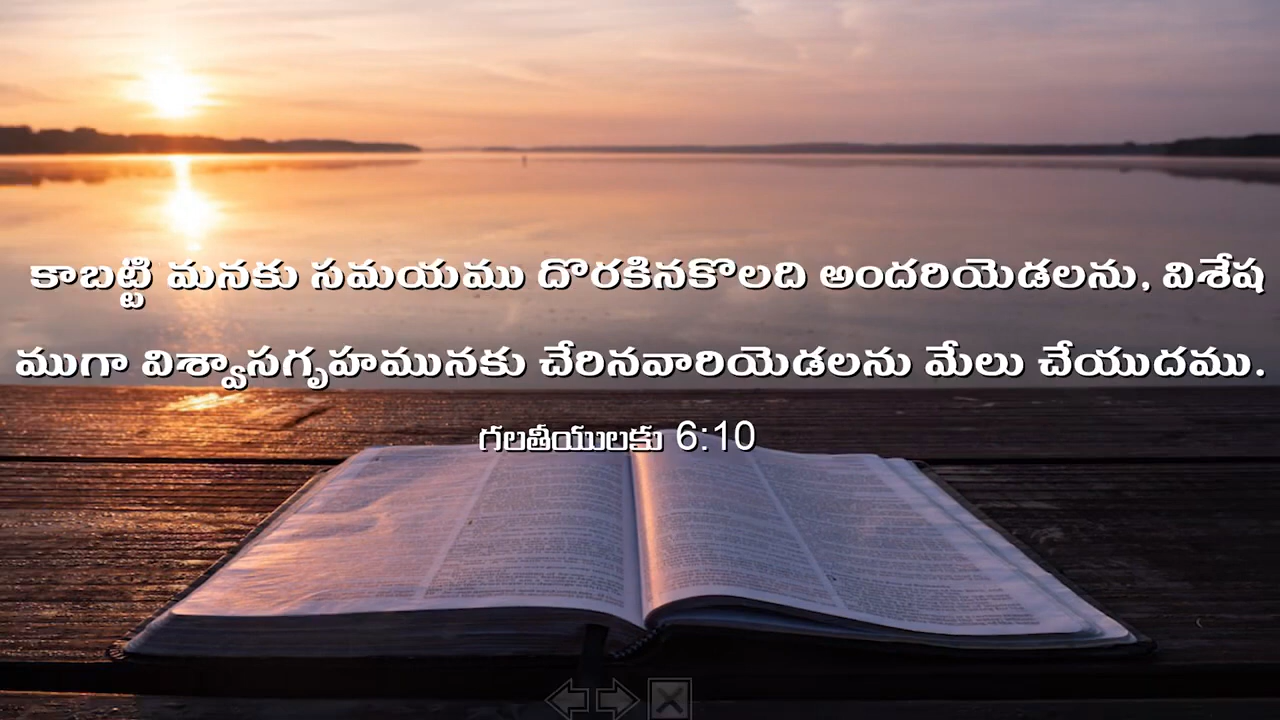 కాబట్టి మనకు సమయము దొరకినకొలది అందరియెడలను, విశేష
ముగా విశ్వాసగృహమునకు చేరినవారియెడలను మేలు చేయుదము.
గలతీయులకు 6:10